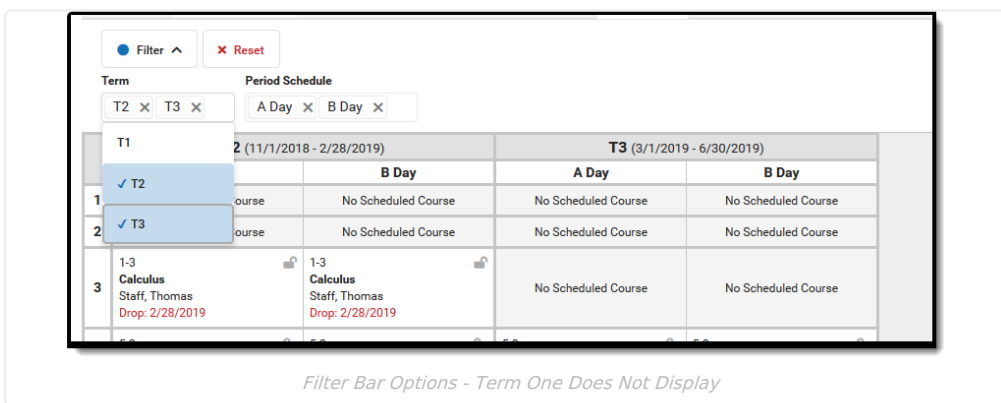 Filter Reset
Term Period Schedule
T2 T3 A Day B Day
T1
T2
T3
2 (11/1/2018 - 2/28/2019) T3 (3/1/2019 - 6/30/2019)
B Day A Day B Day
1 ourse No Scheduled Course No Scheduled Course No Scheduled Course
2 ourse No Scheduled Course No Scheduled Course No Scheduled Course
3 No Scheduled Course No Scheduled Course
1-3 1-3
Calculus Calculus
Staff, Thomas Staff, Thomas
Drop: 2/28/2019 Drop: 2/28/2019
Filter Bar Options - Term One Does Not Display